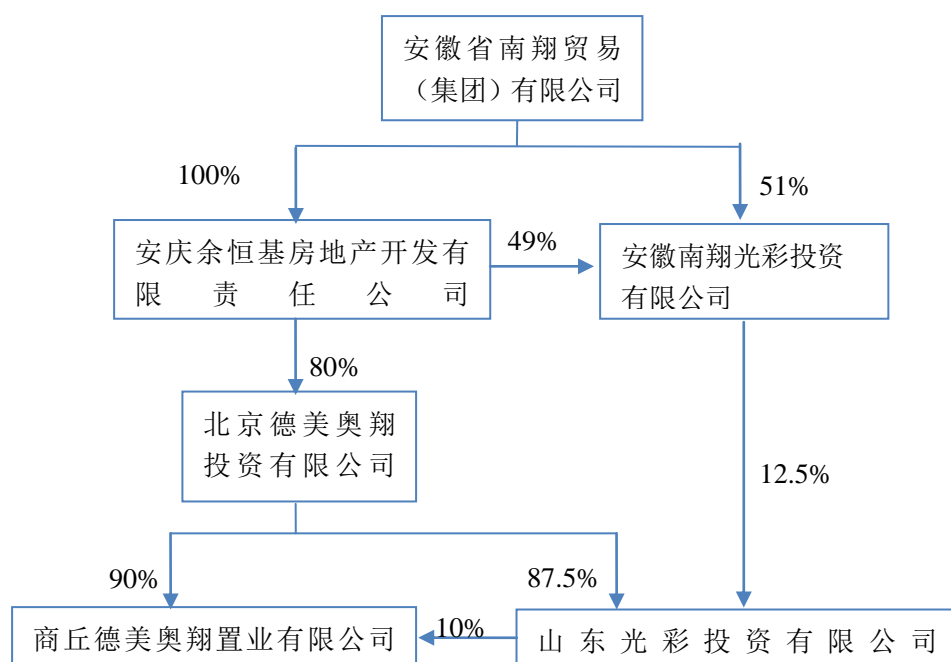 安徽省南翔贸易
（集团）有限公司
100%
51%
安庆余恒基房地产开发有
限责任公司
49%
安徽南翔光彩投资
有限公司
80%
北京德美奥翔
投资有限公司
12.5%
90%
87.5%
商丘德美奥翔置业有限公司
10%
山东光彩投资有限公司